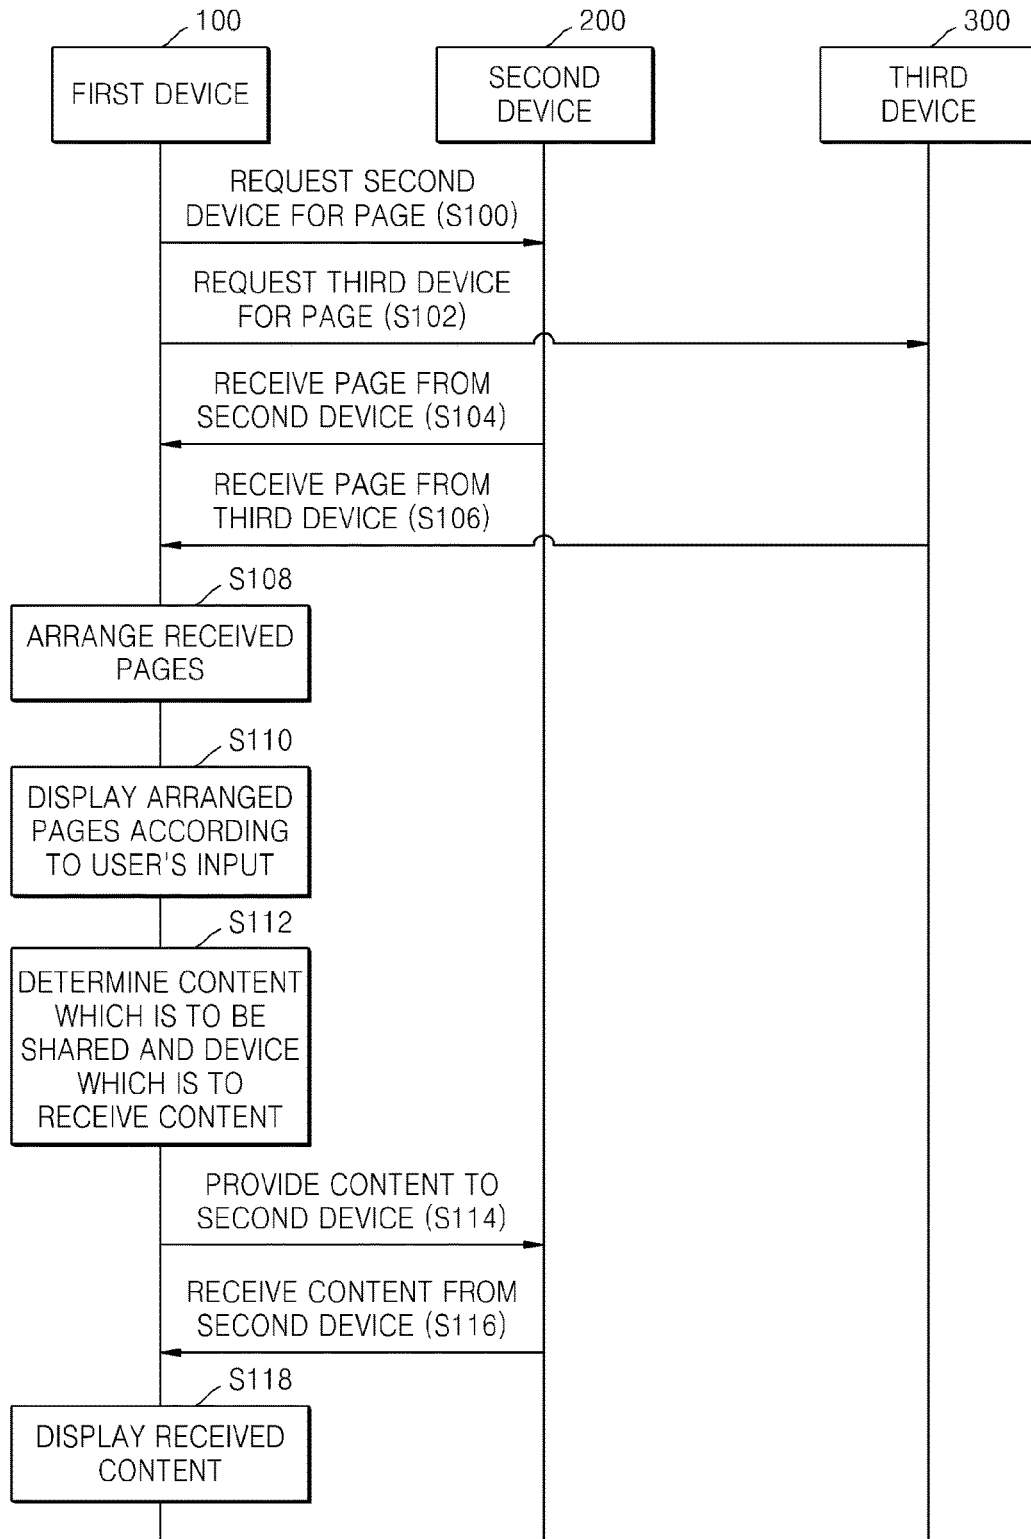 100
200
300
FIRST DEVICE
SECOND
DEVICE
THIRD
DEVICE
REQUEST SECOND
DEVICE FOR PAGE (S100)
REQUEST THIRD DEVICE
FOR PAGE (S102)
RECEIVE PAGE FROM
SECOND DEVICE (S104)
RECEIVE PAGE FROM
THIRD DEVICE (S106)
S108
ARRANGE RECEIVED
PAGES
S110
DISPLAY ARRANGED
PAGES ACCORDING
TO USER'S INPUT
S112
DETERMINE CONTENT
WHICH IS TO BE
SHARED AND DEVICE
WHICH IS TO
RECEIVE CONTENT
PROVIDE CONTENT TO
SECOND DEVICE (S114)
RECEIVE CONTENT FROM
SECOND DEVICE (S116)
S118
DISPLAY RECEIVED
CONTENT